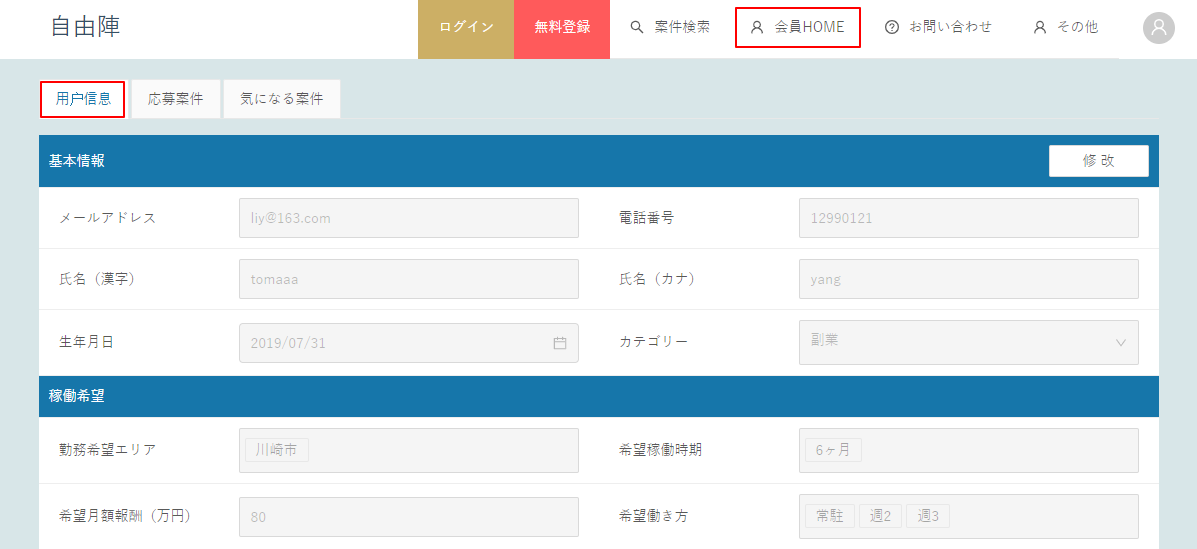 自由陣 ログイン 無料登録 案件検索 会員HOME お問い合わせ その他
用户信息 応募案件 気になる案件
基本情報 修改
メールアドレス liy@163.com 電話番号 12990121
氏名（漢字） tomaaa 氏名（カナ） yang
生年月日 2019/07/31 カテゴリー 副業
稼働希望
勤務希望エリア 川崎市 希望稼働時期 6ヶ月
希望月額報酬（万円） 80 希望働き方 常駐 週2 週3